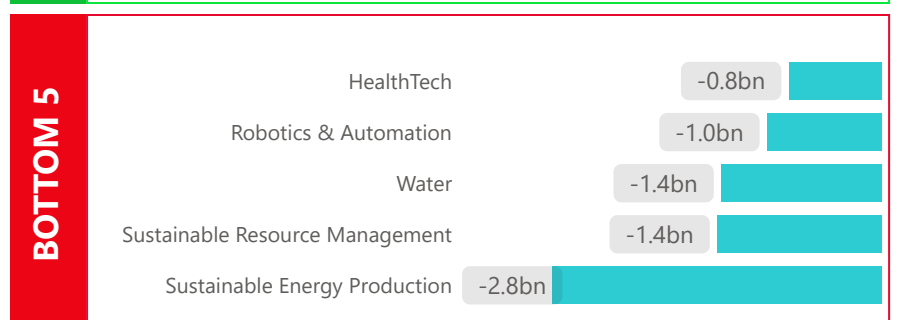 BOTTOM 5
HealthTech -0.8bn
Robotics & Automation -1.0bn
Water -1.4bn
Sustainable Resource Management -1.4bn
Sustainable Energy Production -2.8bn